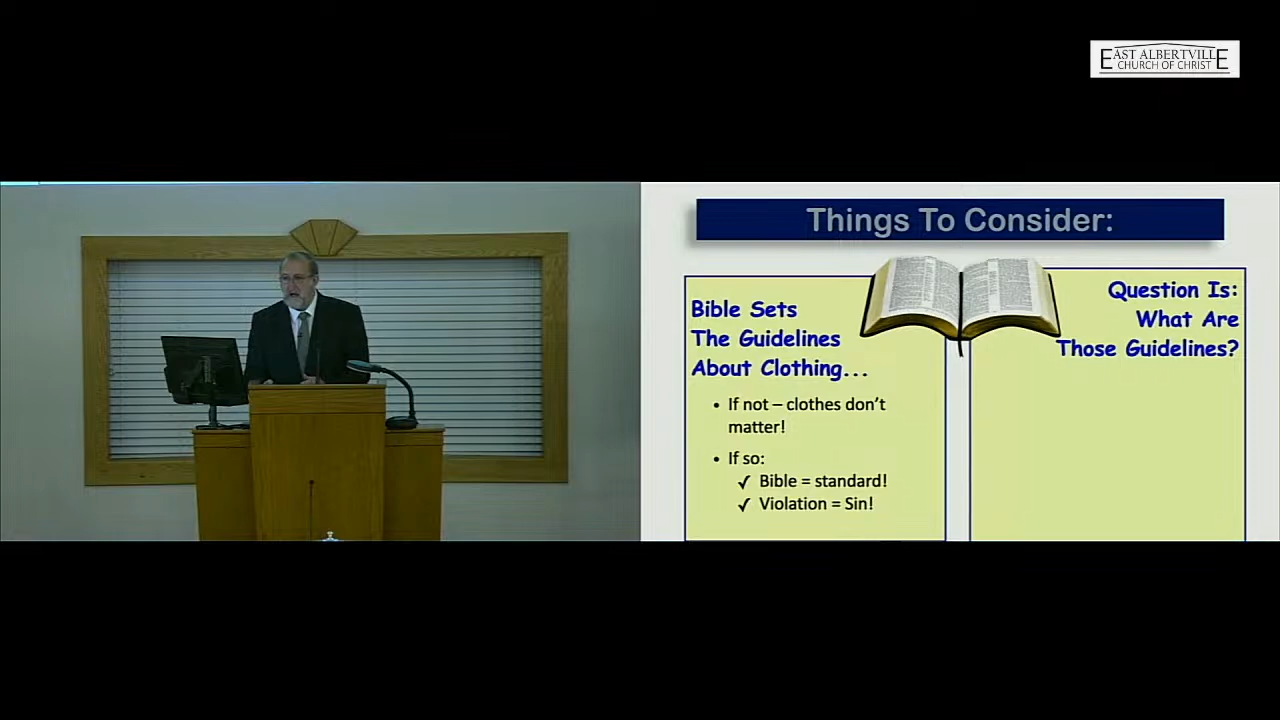 EAST ALBERTVILLE
CHURCH OF CHRIST
Things To Consider:
Bible Sets
The Guidelines
About Clothing...
• If not – clothes don't
matter!
• If so:
✓ Bible = standard!
✓ Violation = Sin!
Question Is:
What Are
Those Guidelines?